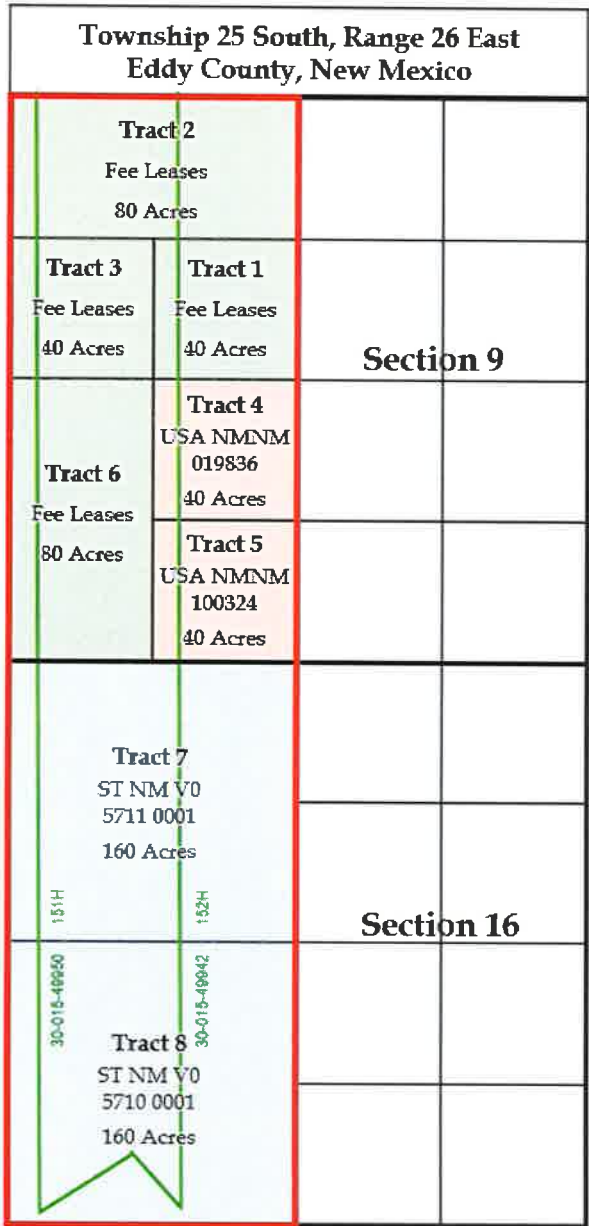 Township 25 South, Range 26 East
Eddy County, New Mexico
Tract 2
Fee Leases
80 Acres
Tract 3
Fee Leases
40 Acres
Tract 1
Fee Leases
40 Acres
Section 9
Tract 4
USA NMNM
019836
40 Acres
Tract 6
Fee Leases
80 Acres
Tract 5
USA NMNM
100324
40 Acres
Tract 7
ST NM V0
5711 0001
160 Acres
151H
152H
Section 16
30-015-49950
30-015-49942
Tract 8
ST NM V0
5710 0001
160 Acres